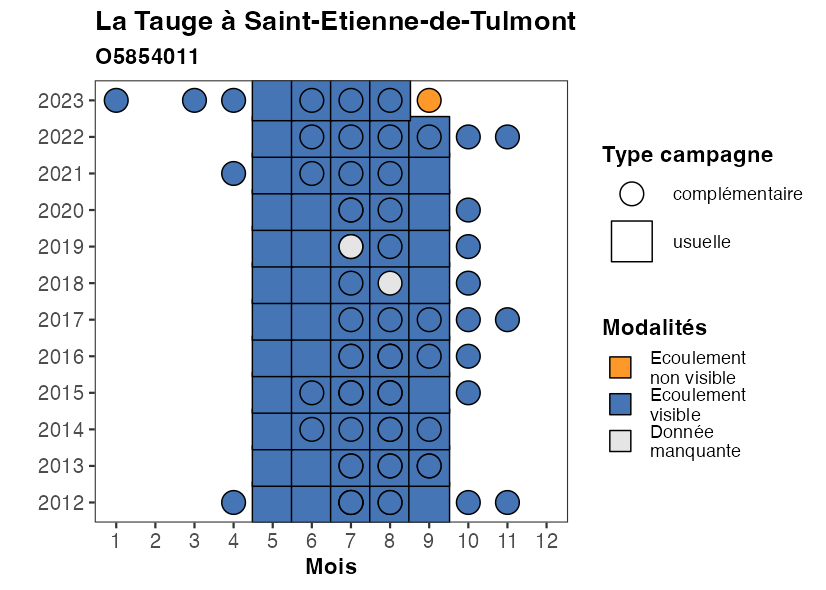 La Tauge à Saint-Etienne-de-Tulmont
O5854011
2023
2022
2021
2020
2019
2018
2017
2016
2015
2014
2013
2012
1 2 3 4 5 6 7 8 9 10 11 12
Mois
Type campagne
complémentaire
usuelle
Modalités
Ecoulement
non visible
Ecoulement
visible
Donnée
manquante